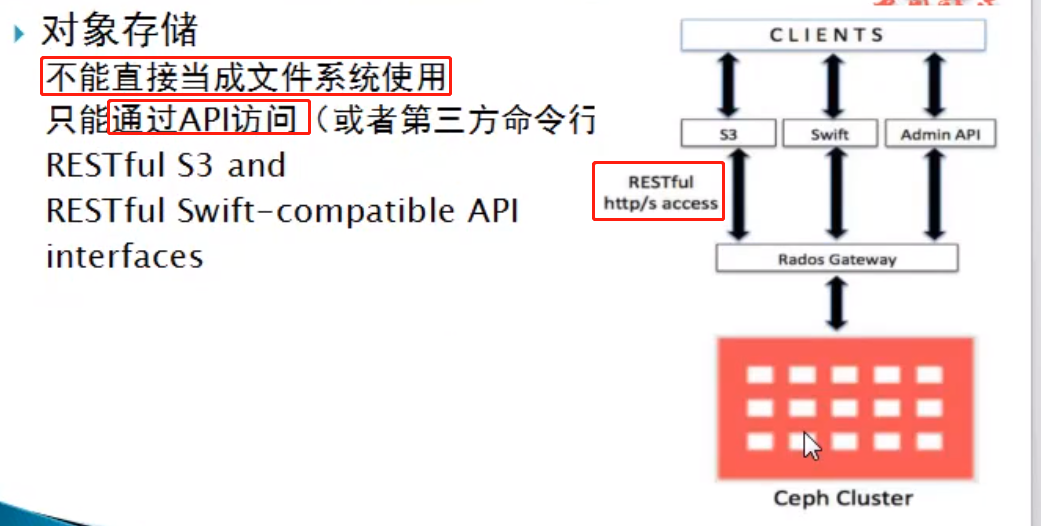 对象存储
不能直接当成文件系统使用
只能通过API访问（或者第三方命令行
RESTful S3 and
RESTful Swift-compatible API
interfaces
CLIENTS
S3
Swift
Admin API
RESTful
http/s access
Rados Gateway
Ceph Cluster